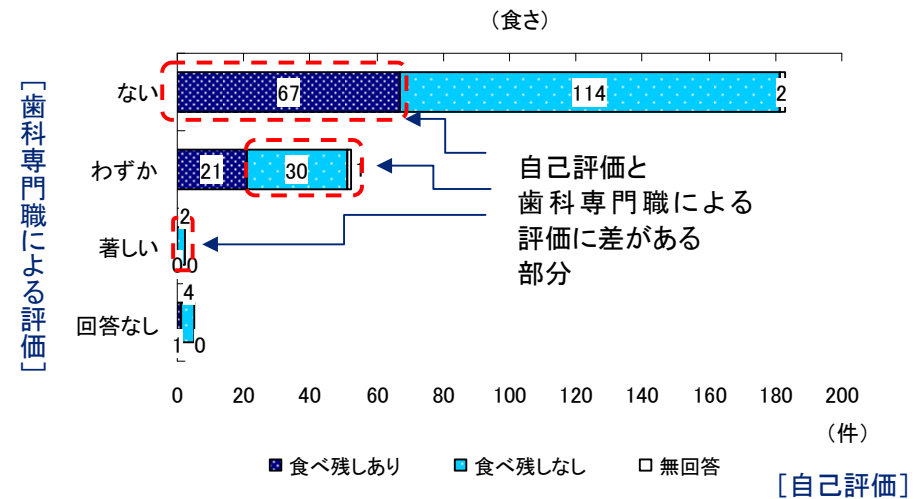 （食さ）
［歯科専門職による評価］
ない
67
114
2
わずか
21
30
1
著しい
2
0
0
回答なし
4
1
0
自己評価と
歯科専門職による
評価に差がある
部分
0 20 40 60 80 100 120 140 160 180 200
（件）
食べ残しあり 食べ残しなし 無回答
［自己評価］